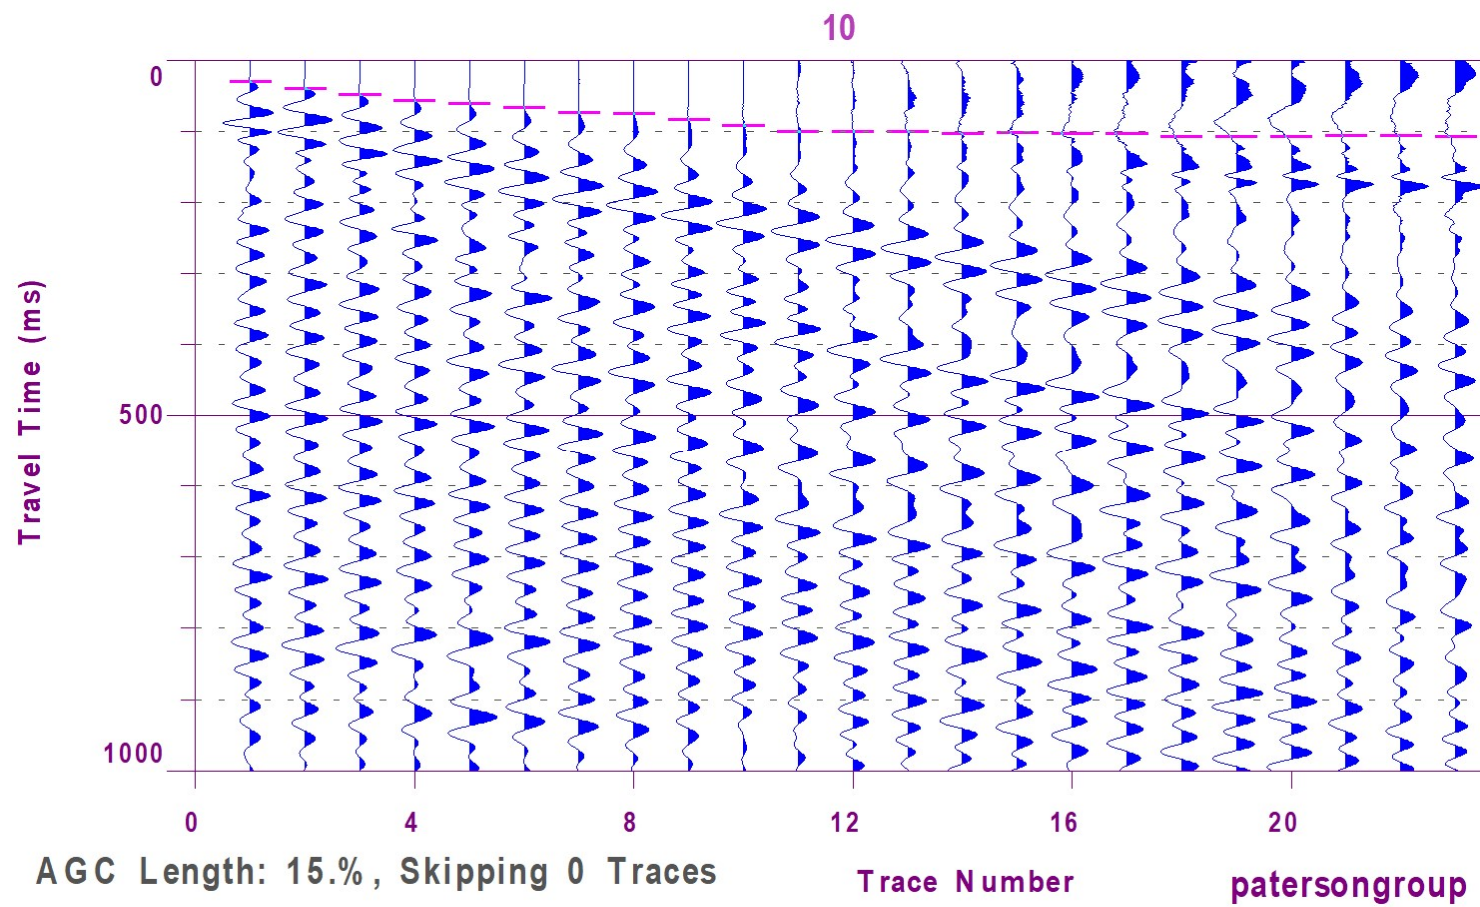 10
0
500
1000
Travel Time (ms)
0 4 8 12 16 20
AGC Length: 15.%, Skipping 0 Traces
Trace Number
patersongroup